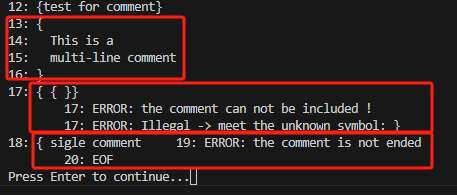 12: {test for comment}
13: {
14:   This is a
15:   multi-line comment
16: }
17: { { }}
        17: ERROR: the comment can not be included !
        17: ERROR: Illegal -> meet the unknown symbol: }
18: { sigle comment     19: ERROR: the comment is not ended
        20: EOF
Press Enter to continue...